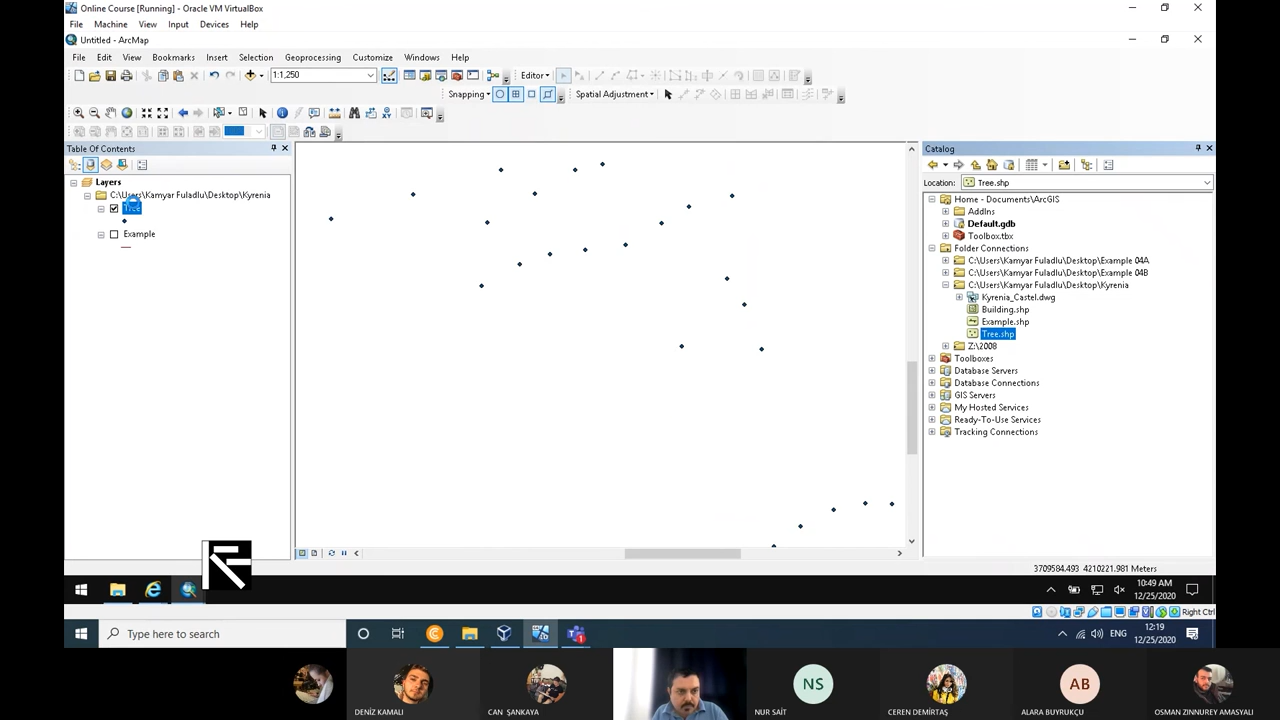 Online Course [Running] - Oracle VM VirtualBox
File Machine View Input Devices Help
Untitled - ArcMap
File Edit View Bookmarks Insert Selection Geoprocessing Customize Windows Help
1:1,250
Editor
Snapping
Spatial Adjustment
Table Of Contents
Layers
C:\Users\Kamyar Fuladlu\Desktop\Kyrenia
Tree
Example
Catalog
Location: Tree.shp
Home - Documents\ArcGIS
AddIns
Default.gdb
Toolbox.tbx
Folder Connections
C:\Users\Kamyar Fuladlu\Desktop\Example 04A
C:\Users\Kamyar Fuladlu\Desktop\Example 04B
C:\Users\Kamyar Fuladlu\Desktop\Kyrenia
Kyrenia_Castel.dwg
Building.shp
Example.shp
Tree.shp
Z:\2008
Toolboxes
Database Servers
Database Connections
GIS Servers
My Hosted Services
Ready-To-Use Services
Tracking Connections
3709584.493 4210221.981 Meters
10:49 AM
12/25/2020
Right Ctrl
Type here to search
1
ENG
12:19
12/25/2020
NS
AB
DENİZ KAMALI
CAN ŞANKAYA
NUR SAİT
CEREN DEMİRTAŞ
ALARA BUYRUKÇU
OSMAN ZINNUREY AMASYALI